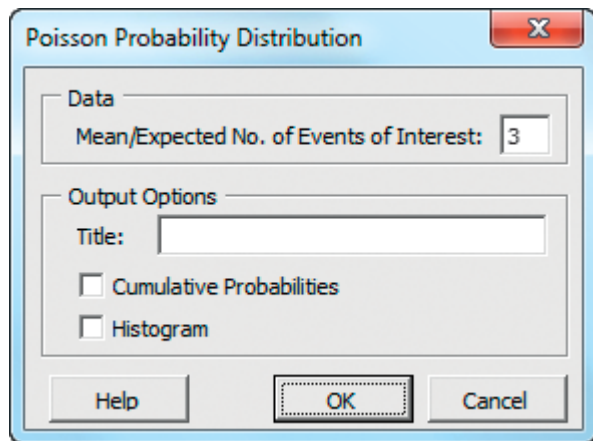 Poisson Probability Distribution
Data
Mean/Expected No. of Events of Interest: 3
Output Options
Title:
Cumulative Probabilities
Histogram
Help OK Cancel